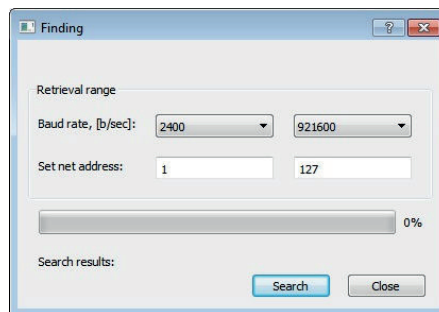 Finding
Retrieval range
Baud rate, [b/sec]: 2400 921600
Set net address: 1 127
0%
Search results:
Search Close